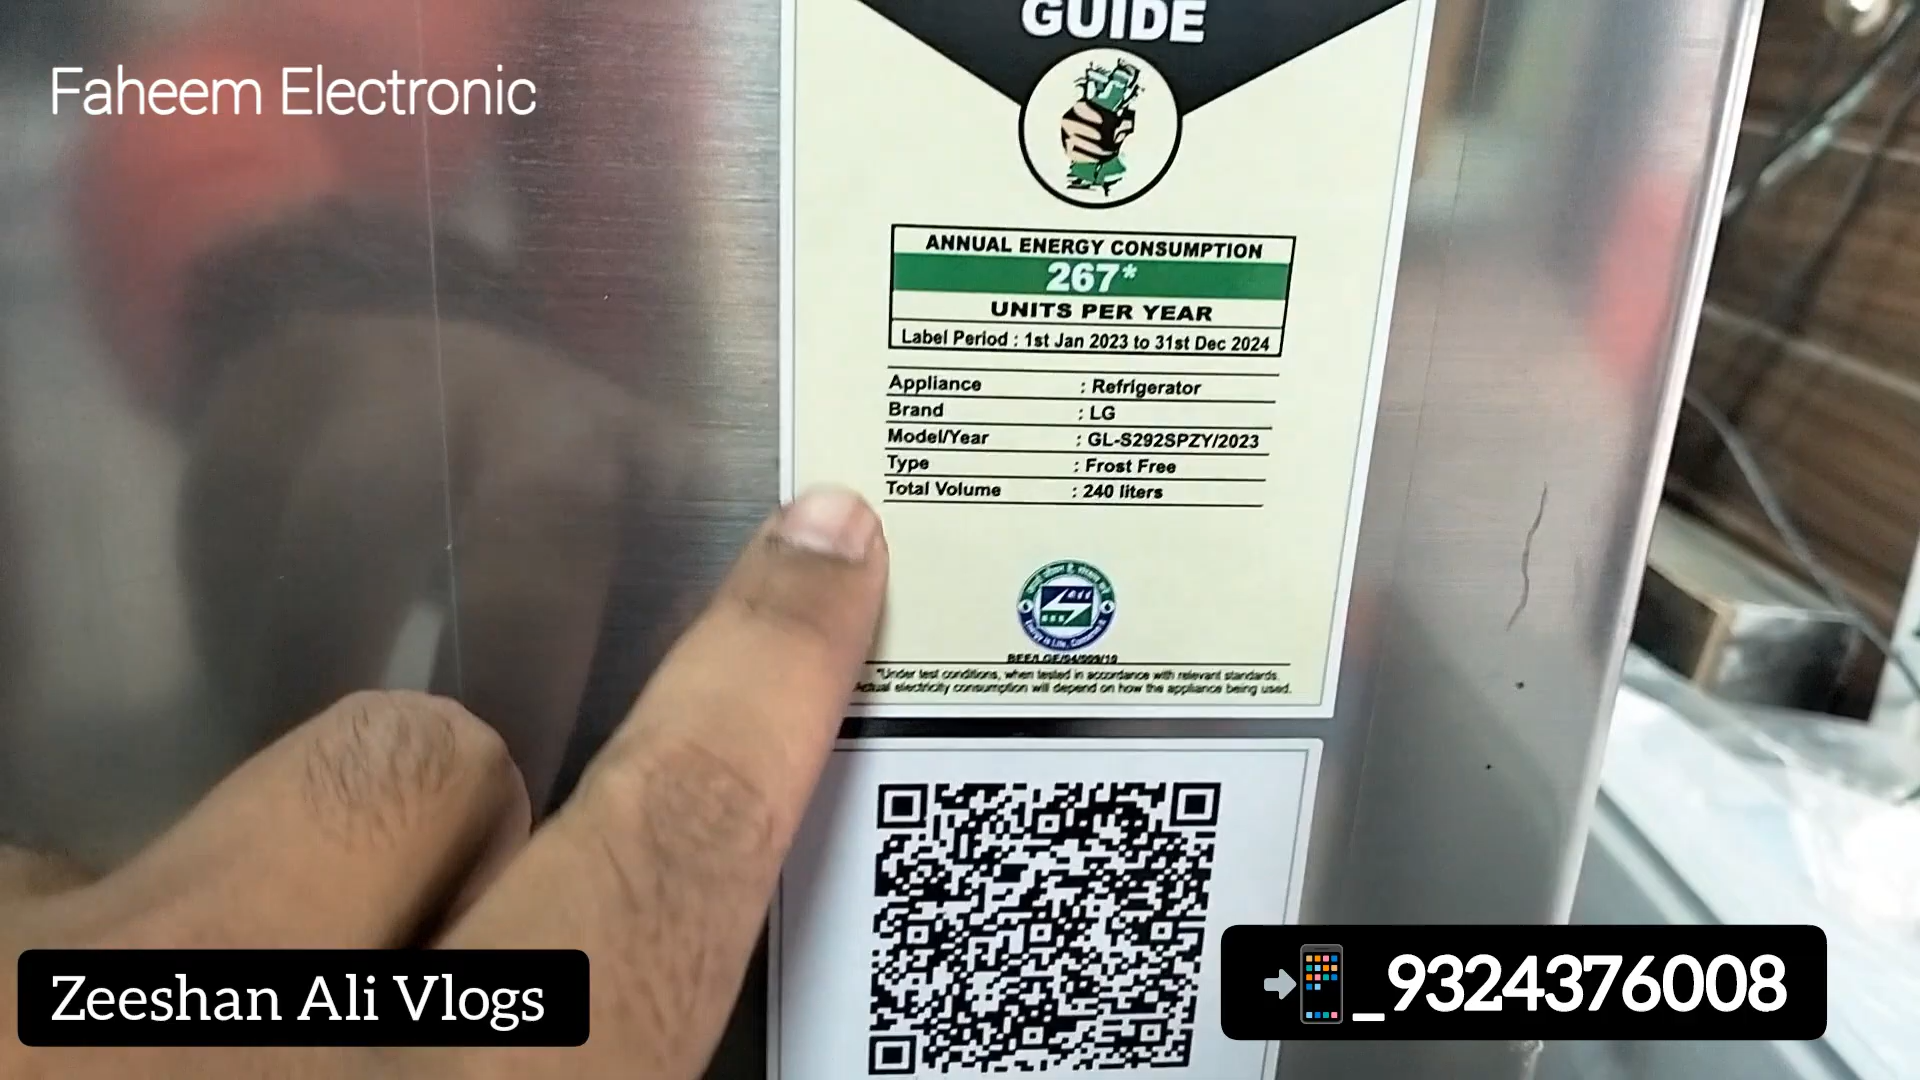 GUIDE
Faheem Electronic
ANNUAL ENERGY CONSUMPTION
267*
UNITS PER YEAR
Label Period : 1st Jan 2023 to 31st Dec 2024
Appliance : Refrigerator
Brand : LG
Model/Year : GL-S292SPZY/2023
Type : Frost Free
Total Volume : 240 liters
*Under test conditions, when tested in accordance with relevant standards.
Actual electricity consumption will depend on how the appliance being used.
Zeeshan Ali Vlogs
_9324376008